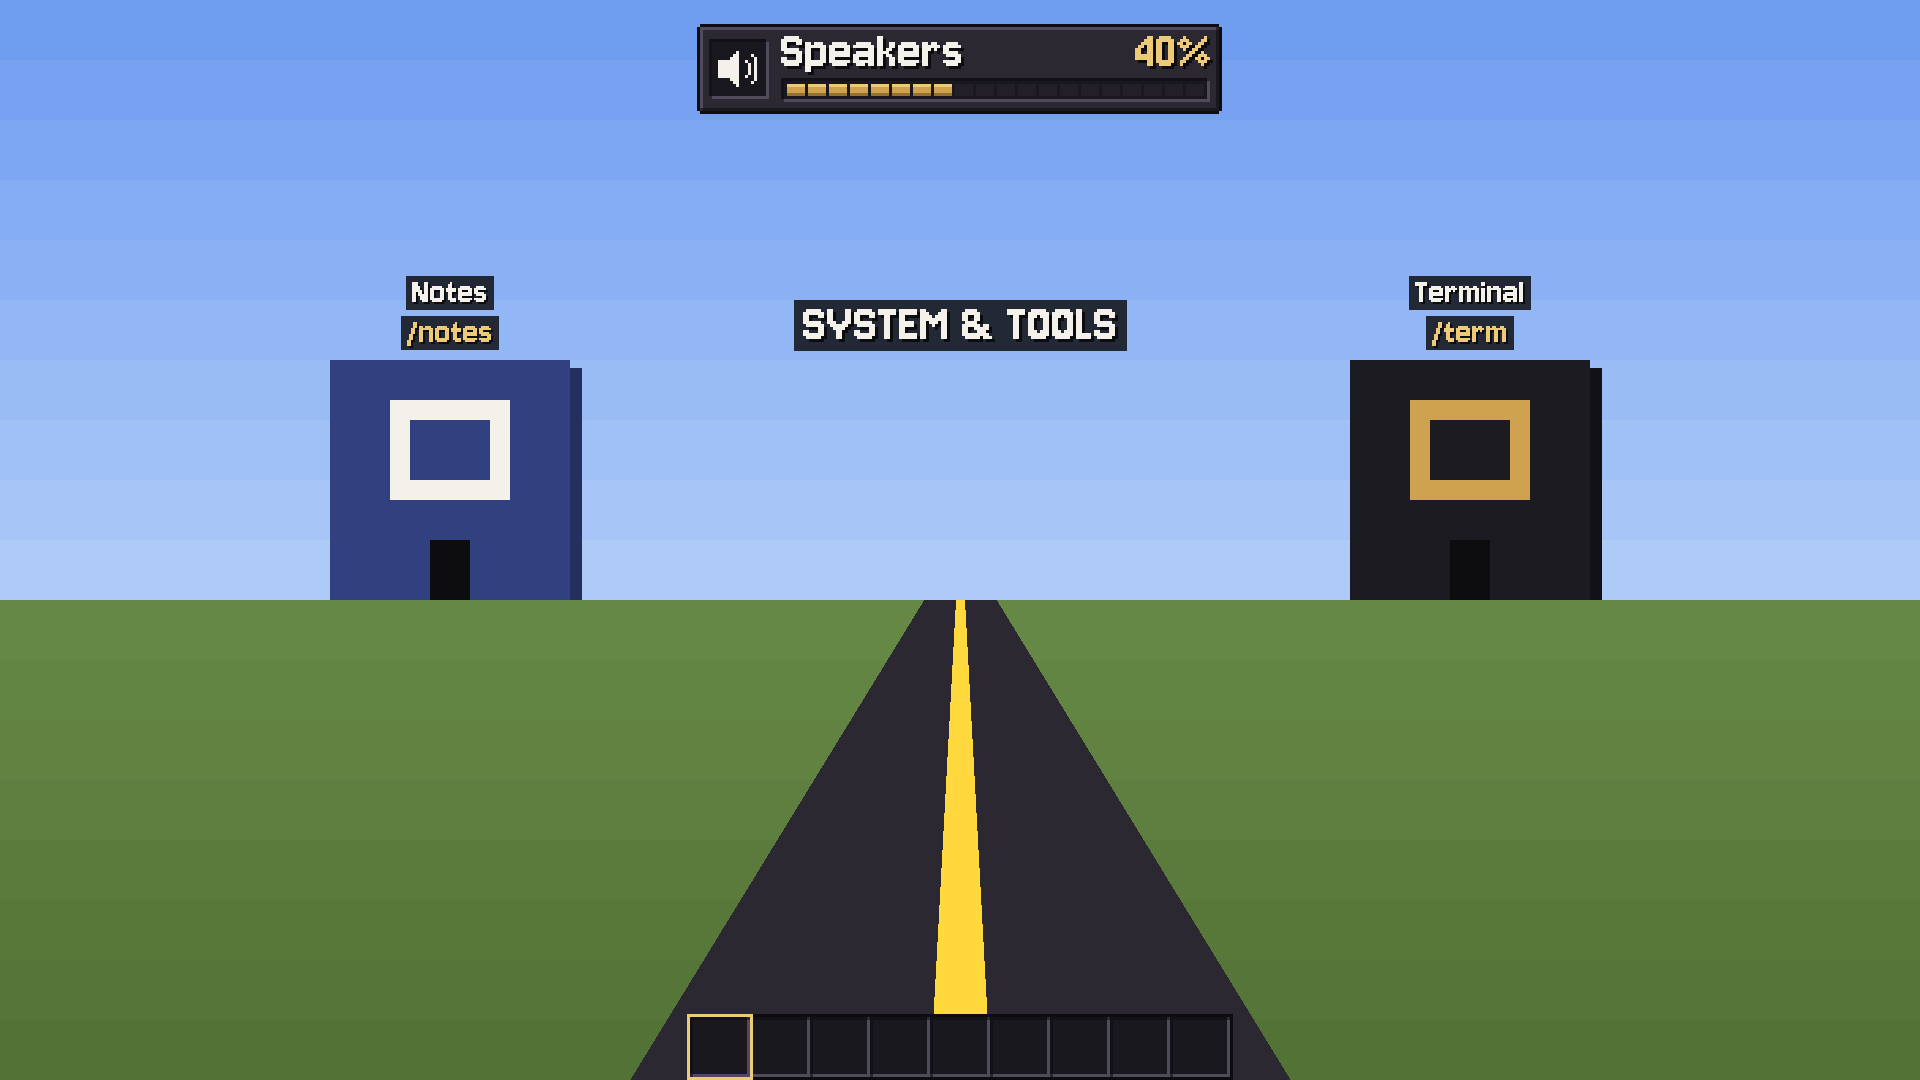 Speakers 40%
Notes
/notes
SYSTEM & TOOLS
Terminal
/term